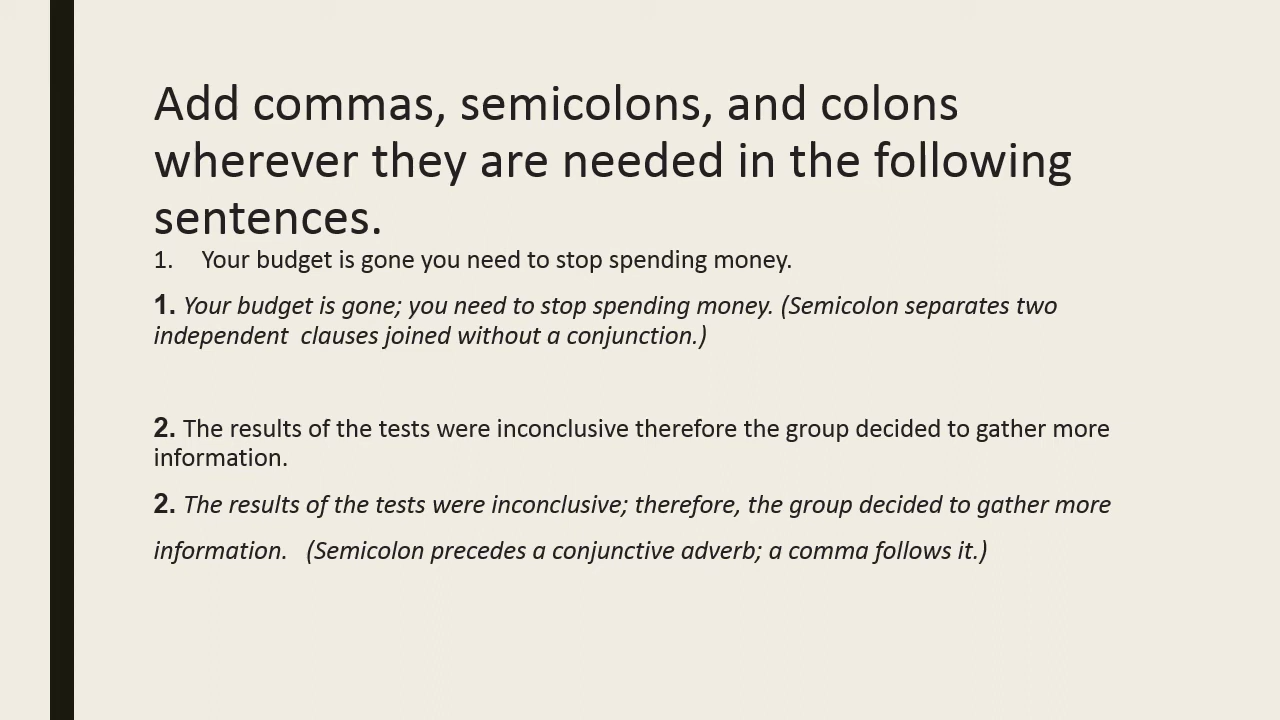 Add commas, semicolons, and colons
wherever they are needed in the following
sentences.
1. Your budget is gone you need to stop spending money.
1. Your budget is gone; you need to stop spending money. (Semicolon separates two
independent  clauses joined without a conjunction.)
2. The results of the tests were inconclusive therefore the group decided to gather more
information.
2. The results of the tests were inconclusive; therefore, the group decided to gather more
information.   (Semicolon precedes a conjunctive adverb; a comma follows it.)